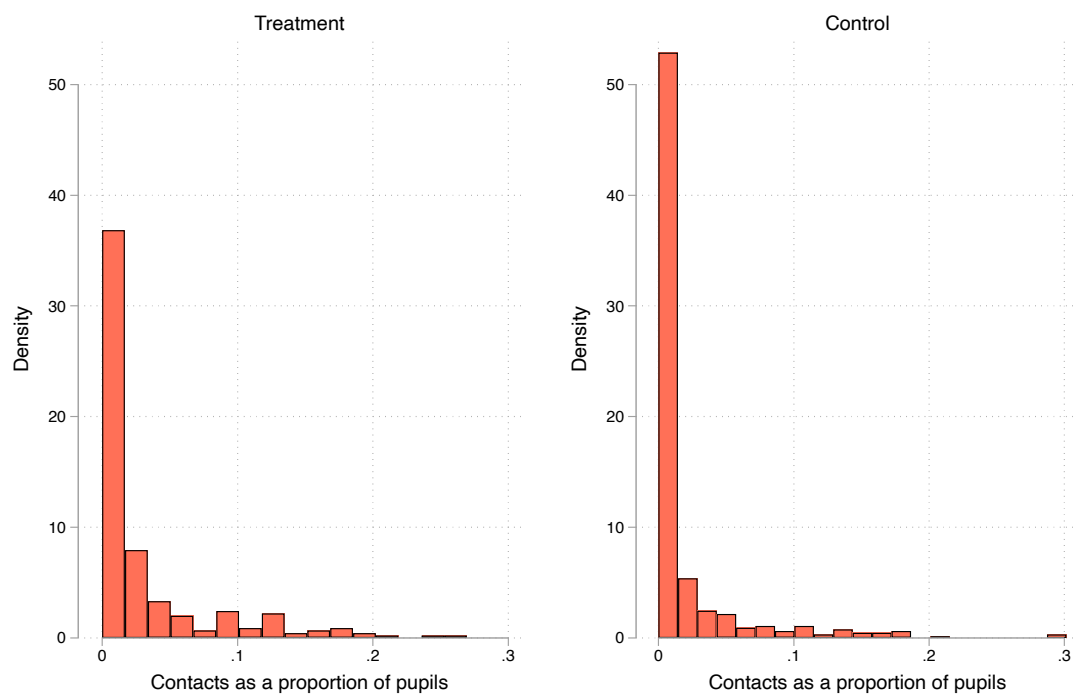 Treatment
Density
50
40
30
20
10
0
0 .1 .2 .3
Contacts as a proportion of pupils
Control
Density
50
40
30
20
10
0
0 .1 .2 .3
Contacts as a proportion of pupils